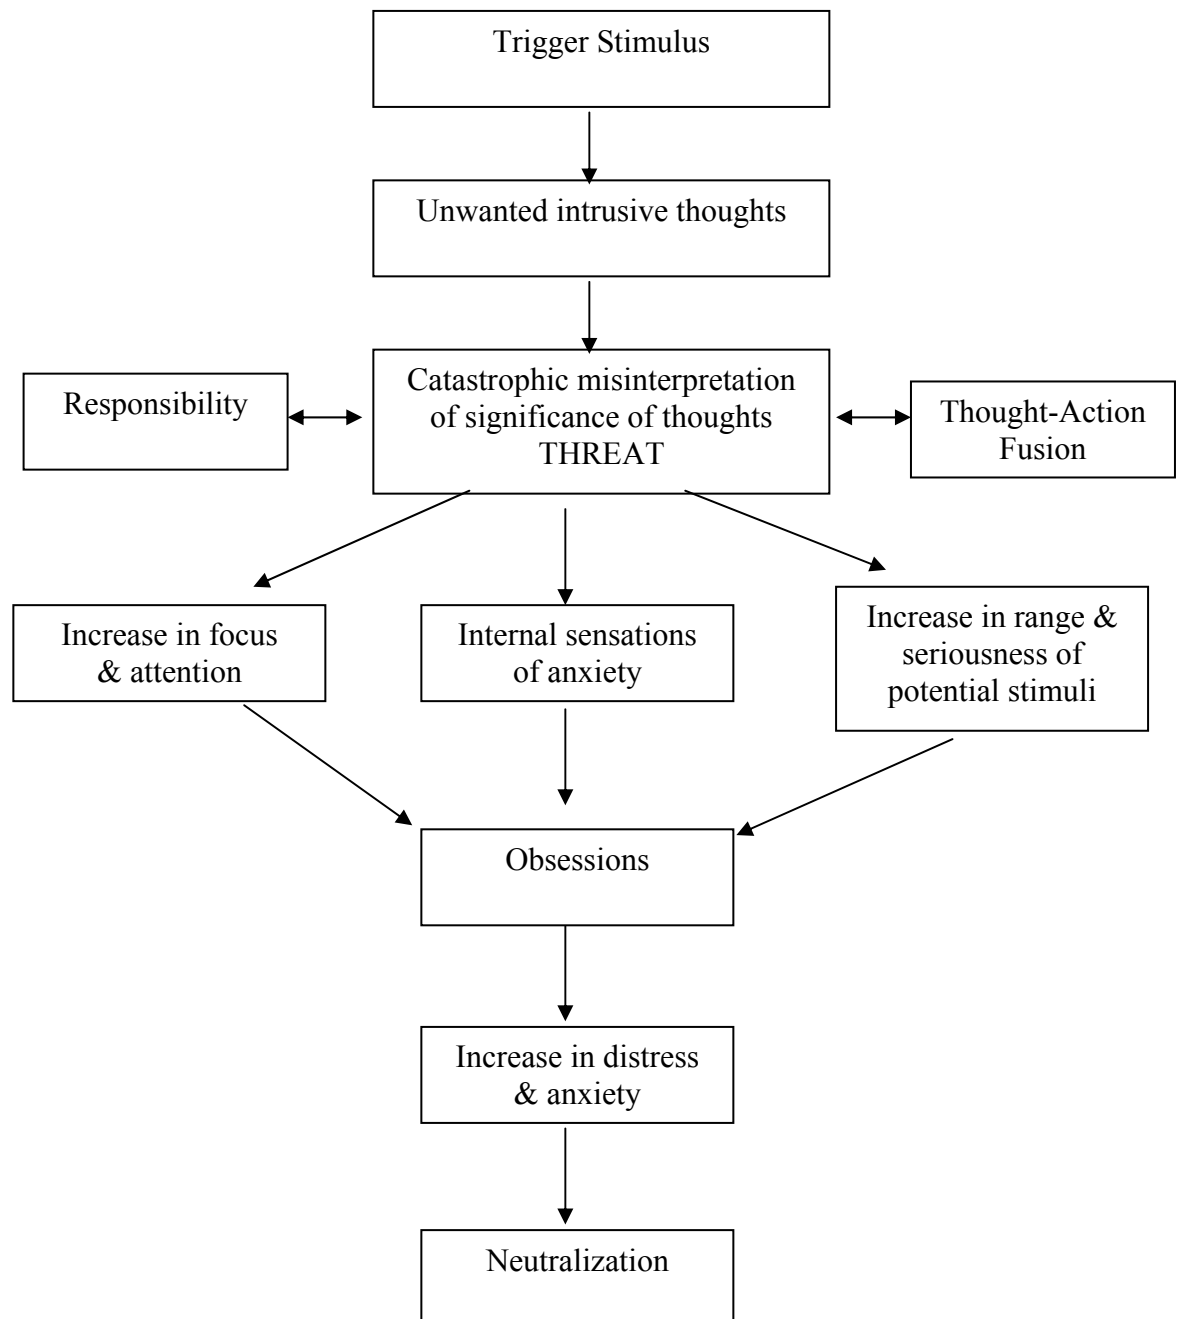 Trigger Stimulus
Unwanted intrusive thoughts
Responsibility
Catastrophic misinterpretation
of significance of thoughts
THREAT
Thought-Action
Fusion
Increase in focus
& attention
Internal sensations
of anxiety
Increase in range &
seriousness of
potential stimuli
Obsessions
Increase in distress
& anxiety
Neutralization